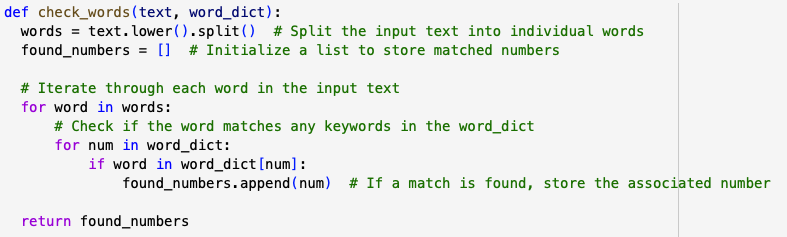 def check_words(text, word_dict):
  words = text.lower().split()  # Split the input text into individual words
  found_numbers = []  # Initialize a list to store matched numbers

  # Iterate through each word in the input text
  for word in words:
      # Check if the word matches any keywords in the word_dict
      for num in word_dict:
          if word in word_dict[num]:
              found_numbers.append(num)  # If a match is found, store the associated number

  return found_numbers